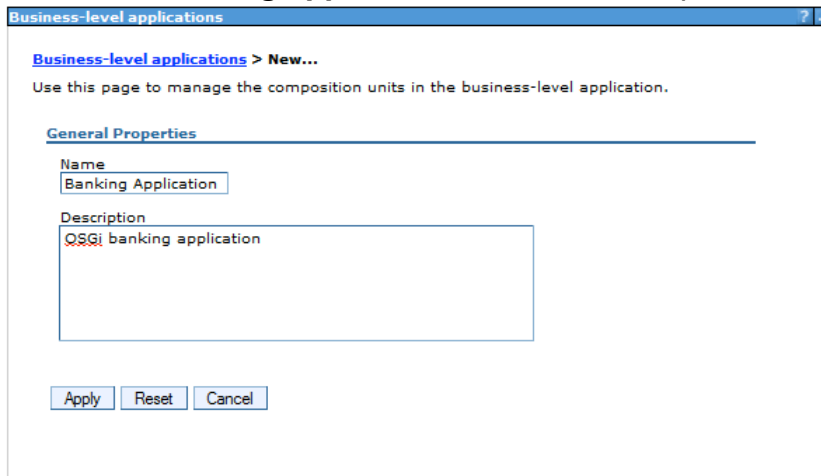 Business-level applications ?
Business-level applications > New...
Use this page to manage the composition units in the business-level application.
General Properties
Name
Banking Application
Description
OSGi banking application
Apply Reset Cancel